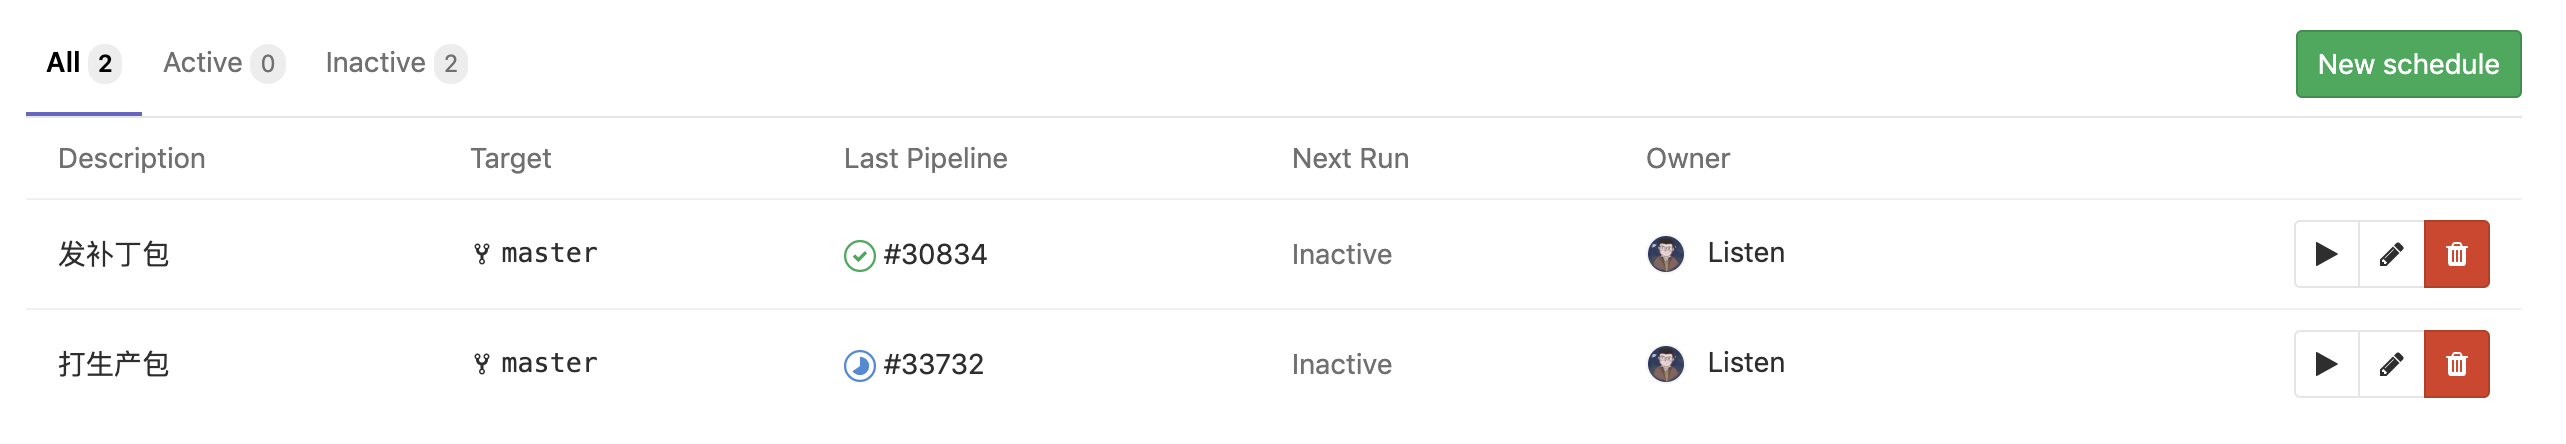 All 2 Active 0 Inactive 2 New schedule
Description Target Last Pipeline Next Run Owner
发补丁包 master #30834 Inactive Listen
打生产包 master #33732 Inactive Listen